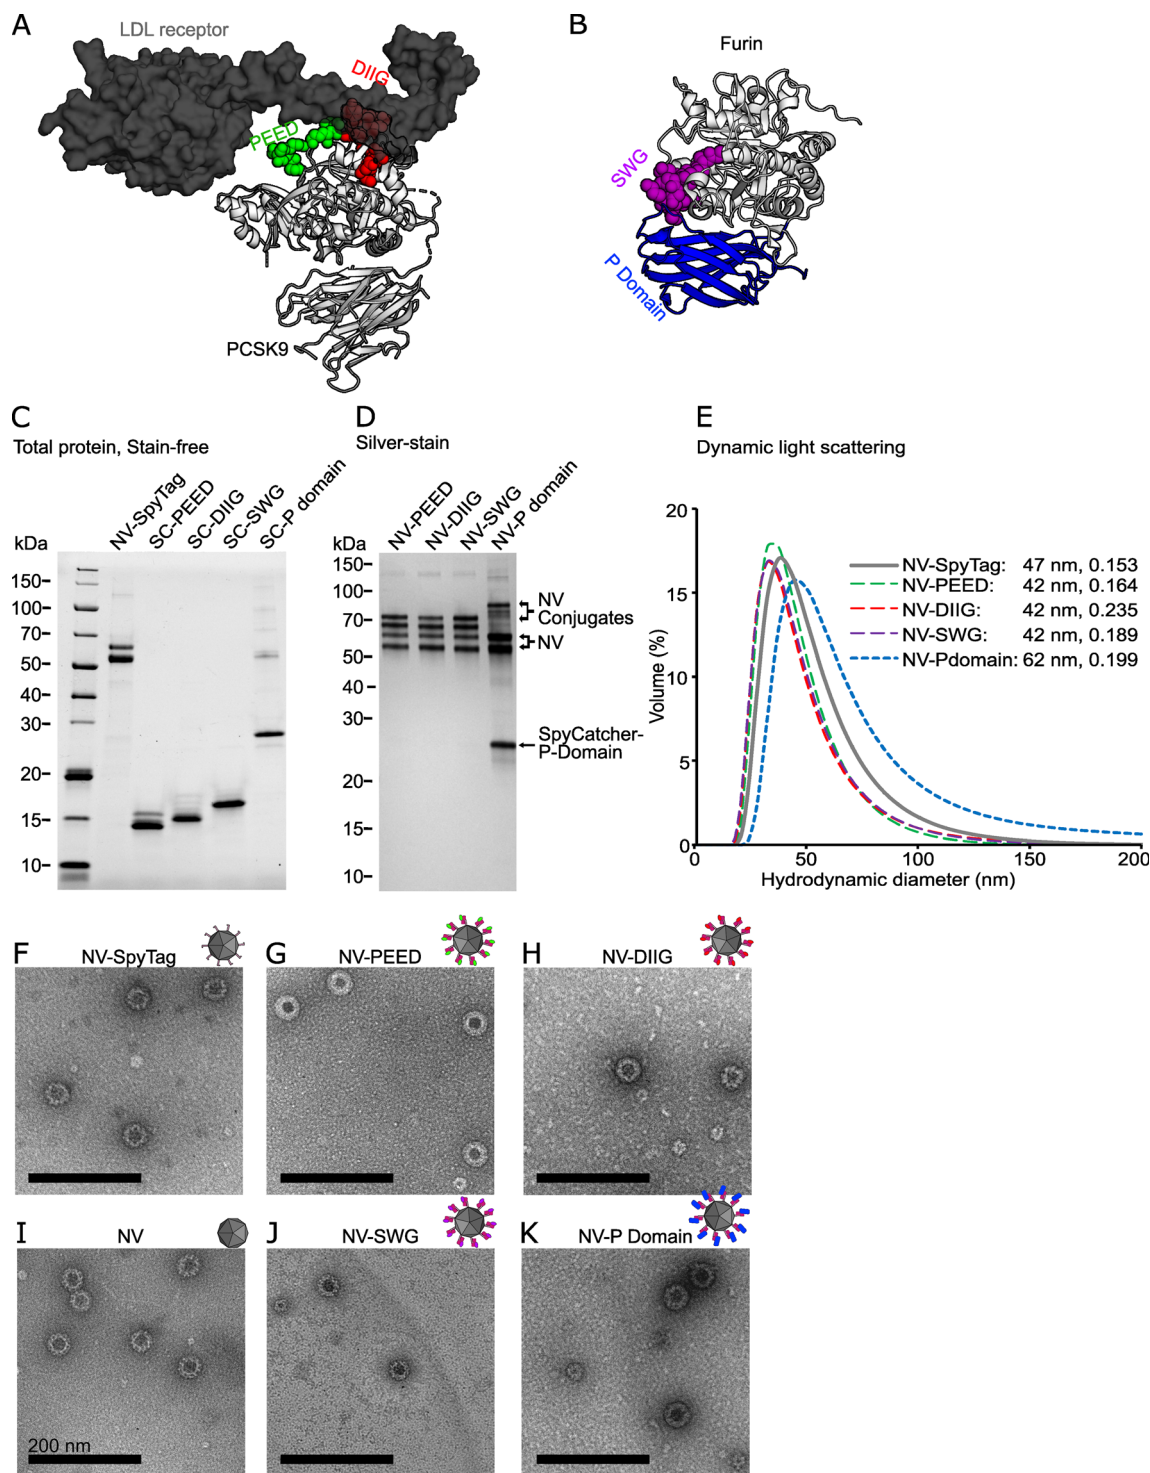 A
LDL receptor
DIIG
PEED
PCSK9
B
Furin
SWG
P Domain
C
Total protein, Stain-free
NV-SpyTag
SC-PEED
SC-DIIG
SC-SWG
SC-P domain
kDa
150
100
70
50
40
30
20
15
10
D
Silver-stain
NV-PEED
NV-DIIG
NV-SWG
NV-P domain
kDa
150
100
70
50
40
30
20
15
10
NV
Conjugates
NV
SpyCatcher-
P-Domain
E
Dynamic light scattering
Volume (%)
20
15
10
5
0
0
50
100
150
200
Hydrodynamic diameter (nm)
NV-SpyTag: 47 nm, 0.153
NV-PEED: 42 nm, 0.164
NV-DIIG: 42 nm, 0.235
NV-SWG: 42 nm, 0.189
NV-Pdomain: 62 nm, 0.199
F
NV-SpyTag
G
NV-PEED
H
NV-DIIG
I
NV
200 nm
J
NV-SWG
K
NV-P Domain